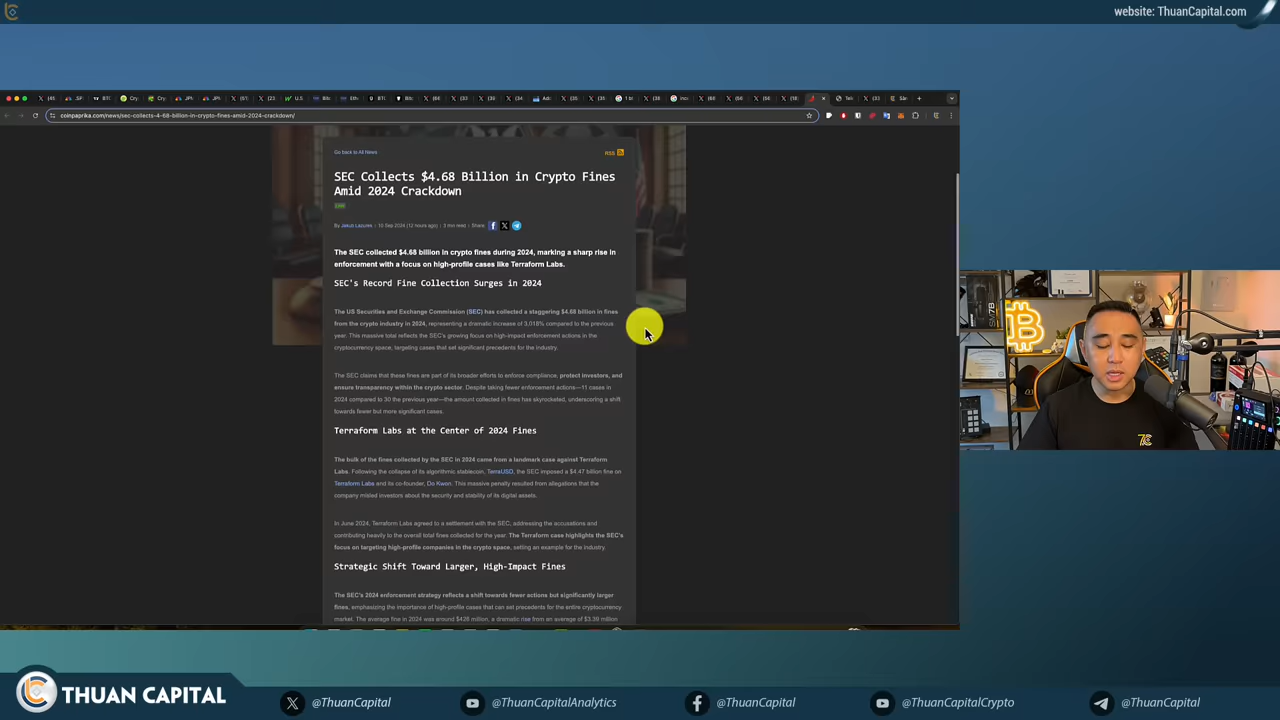 website: ThuanCapital.com
coinpaprika.com/news/sec-collects-4-68-billion-in-crypto-fines-amid-2024-crackdown/
Go back to All News
RSS
SEC Collects $4.68 Billion in Crypto Fines
Amid 2024 Crackdown
By Jakub Lazurek | 10 Sep 2024 (12 hours ago) | 3 min read | Share:
The SEC collected $4.68 billion in crypto fines during 2024, marking a sharp rise in
enforcement with a focus on high-profile cases like Terraform Labs.
SEC's Record Fine Collection Surges in 2024
The US Securities and Exchange Commission (SEC) has collected a staggering $4.68 billion in fines
from the crypto industry in 2024, representing a dramatic increase of 3,018% compared to the previous
year. This massive total reflects the SEC's growing focus on high-impact enforcement actions in the
cryptocurrency space, targeting cases that set significant precedents for the industry.
The SEC claims that these fines are part of its broader efforts to enforce compliance, protect investors, and
ensure transparency within the crypto sector. Despite taking fewer enforcement actions—11 cases in
2024 compared to 30 the previous year—the amount collected in fines has skyrocketed, underscoring a shift
towards fewer but more significant cases.
Terraform Labs at the Center of 2024 Fines
The bulk of the fines collected by the SEC in 2024 came from a landmark case against Terraform
Labs. Following the collapse of its algorithmic stablecoin, TerraUSD, the SEC imposed a $4.47 billion fine on
Terraform Labs and its co-founder, Do Kwon. This massive penalty resulted from allegations that the
company misled investors about the security and stability of its digital assets.
In June 2024, Terraform Labs agreed to a settlement with the SEC, addressing the accusations and
contributing heavily to the overall total fines collected for the year. The Terraform case highlights the SEC's
focus on targeting high-profile companies in the crypto space, setting an example for the industry.
Strategic Shift Toward Larger, High-Impact Fines
The SEC's 2024 enforcement strategy reflects a shift towards fewer actions but significantly larger
fines, emphasizing the importance of high-profile cases that can set precedents for the entire cryptocurrency
market. The average fine in 2024 was around $426 million, a dramatic rise from an average of $3.39 million
THUAN CAPITAL
@ThuanCapital
@ThuanCapitalAnalytics
@ThuanCapital
@ThuanCapitalCrypto
@ThuanCapital